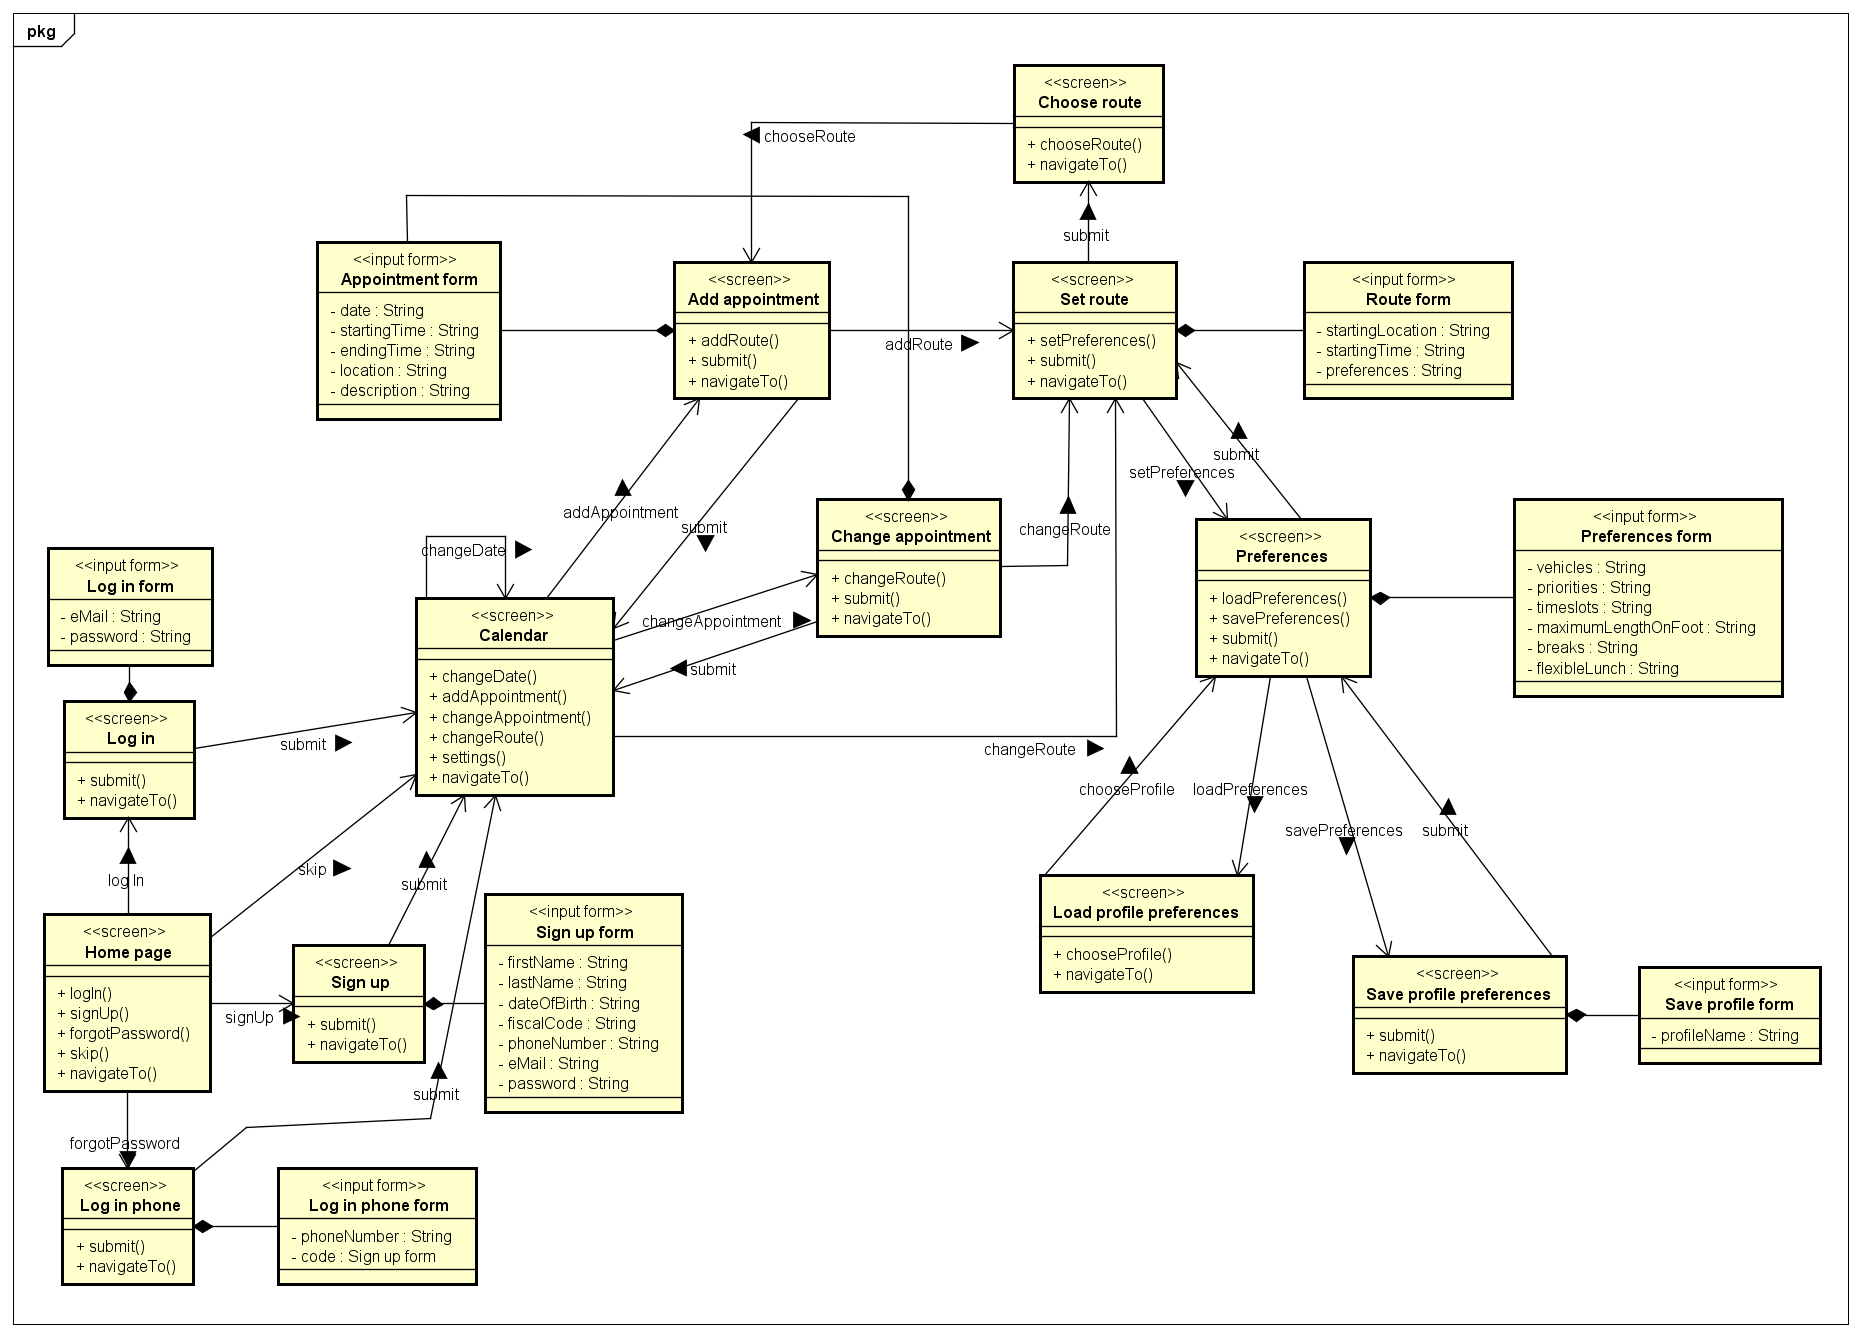 pkg
<<screen>>
Choose route
+ chooseRoute()
+ navigateTo()
chooseRoute
submit
<<input form>>
Appointment form
- date : String
- startingTime : String
- endingTime : String
- location : String
- description : String
<<screen>>
Add appointment
+ addRoute()
+ submit()
+ navigateTo()
addRoute
<<screen>>
Set route
+ setPreferences()
+ submit()
+ navigateTo()
<<input form>>
Route form
- startingLocation : String
- startingTime : String
- preferences : String
submit
setPreferences
addAppointment
submit
changeDate
<<screen>>
Change appointment
+ changeRoute()
+ submit()
+ navigateTo()
changeRoute
<<screen>>
Preferences
+ loadPreferences()
+ savePreferences()
+ submit()
+ navigateTo()
<<input form>>
Preferences form
- vehicles : String
- priorities : String
- timeslots : String
- maximumLengthOnFoot : String
- breaks : String
- flexibleLunch : String
<<input form>>
Log in form
- eMail : String
- password : String
<<screen>>
Calendar
+ changeDate()
+ addAppointment()
+ changeAppointment()
+ changeRoute()
+ settings()
+ navigateTo()
changeAppointment
submit
<<screen>>
Log in
+ submit()
+ navigateTo()
submit
changeRoute
chooseProfile
loadPreferences
savePreferences
submit
log In
skip
submit
<<screen>>
Home page
+ logIn()
+ signUp()
+ forgotPassword()
+ skip()
+ navigateTo()
signUp
<<screen>>
Sign up
+ submit()
+ navigateTo()
<<input form>>
Sign up form
- firstName : String
- lastName : String
- dateOfBirth : String
- fiscalCode : String
- phoneNumber : String
- eMail : String
- password : String
<<screen>>
Load profile preferences
+ chooseProfile()
+ navigateTo()
<<screen>>
Save profile preferences
+ submit()
+ navigateTo()
<<input form>>
Save profile form
- profileName : String
submit
forgotPassword
<<screen>>
Log in phone
+ submit()
+ navigateTo()
<<input form>>
Log in phone form
- phoneNumber : String
- code : Sign up form